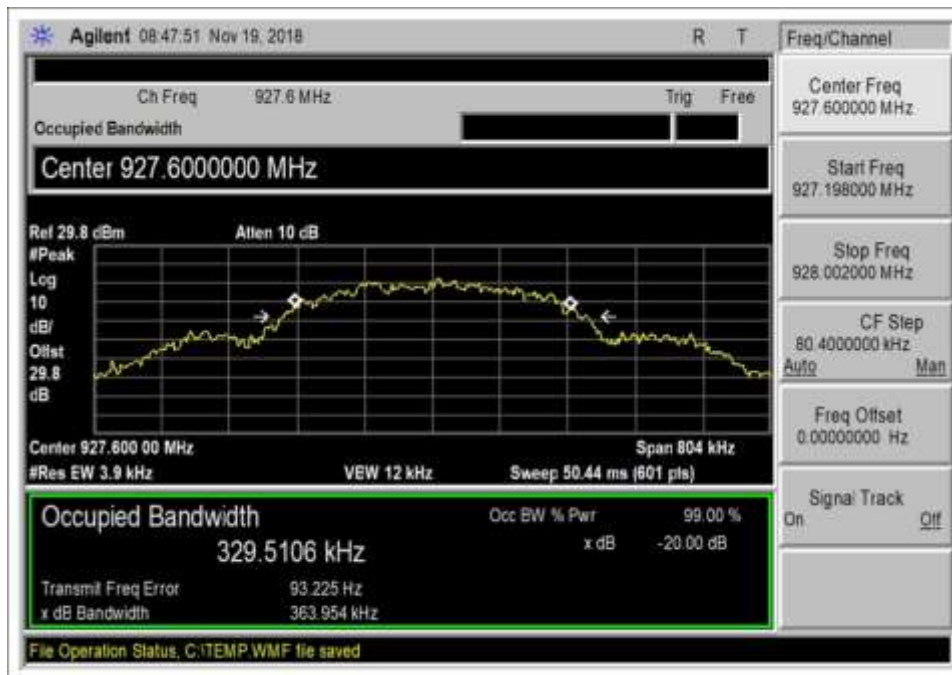 Agilent 08:47:51 Nov 19, 2018 R T
Ch Freq 927.6 MHz Trig Free
Occupied Bandwidth
Center 927.6000000 MHz
Ref 29.8 dBm Atten 10 dB
#Peak
Log
10
dB/
Offst
29.8
dB
Center 927.600 00 MHz Span 804 kHz
#Res BW 3.9 kHz VBW 12 kHz Sweep 50.44 ms (601 pts)
Occupied Bandwidth Occ BW % Pwr 99.00 %
329.5106 kHz x dB -20.00 dB
Transmit Freq Error 93.225 Hz
x dB Bandwidth 363.954 kHz
File Operation Status, C:\TEMP.WMF file saved
Freq/Channel
Center Freq
927.600000 MHz
Start Freq
927.198000 MHz
Stop Freq
928.002000 MHz
CF Step
80.4000000 kHz
Auto Man
Freq Offset
0.00000000 Hz
Signal Track
On Off